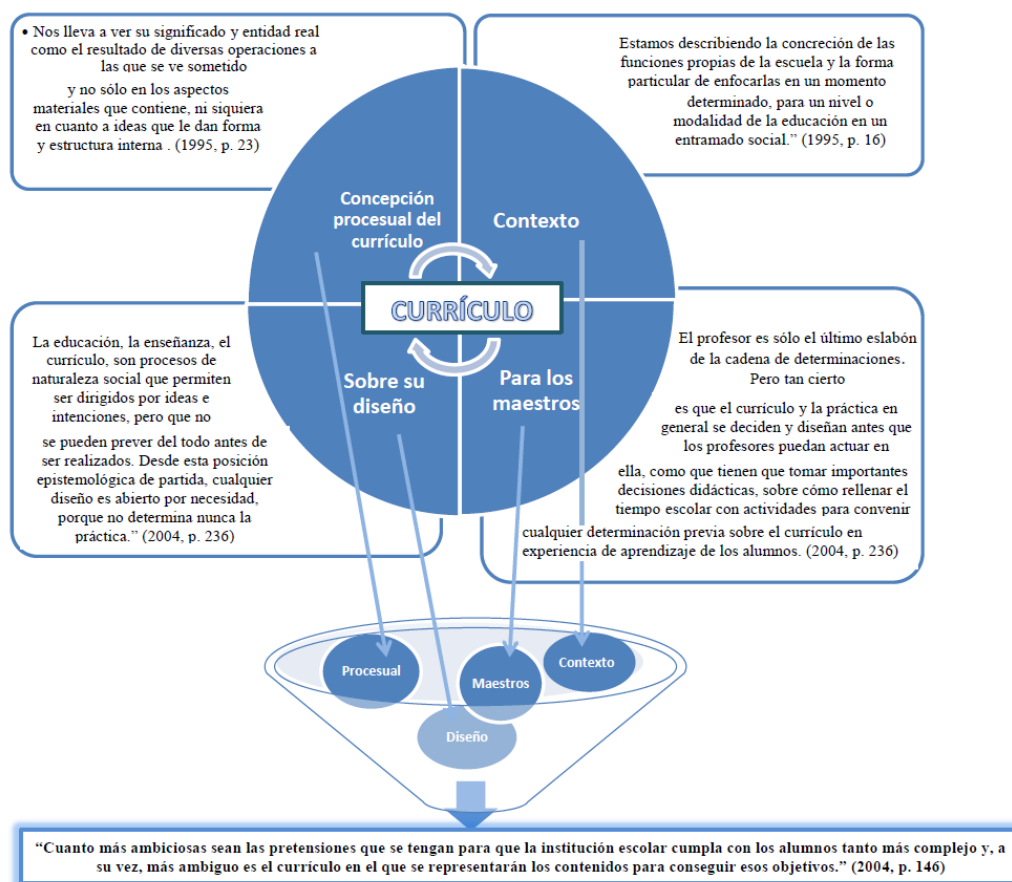 • Nos lleva a ver su significado y entidad real
como el resultado de diversas operaciones a
las que se ve sometido
y no sólo en los aspectos
materiales que contiene, ni siquiera
en cuanto a ideas que le dan forma
y estructura interna . (1995, p. 23)
Estamos describiendo la concreción de las
funciones propias de la escuela y la forma
particular de enfocarlas en un momento
determinado, para un nivel o
modalidad de la educación en un
entramado social.” (1995, p. 16)
Concepción
procesual del
currículo
Contexto
CURRÍCULO
Sobre su
diseño
Para los
maestros
La educación, la enseñanza, el
currículo, son procesos de
naturaleza social que permiten
ser dirigidos por ideas e
intenciones, pero que no
se pueden prever del todo antes de
ser realizados. Desde esta posición
epistemológica de partida, cualquier
diseño es abierto por necesidad,
porque no determina nunca la
práctica.” (2004, p. 236)
El profesor es sólo el último eslabón
de la cadena de determinaciones.
Pero tan cierto
es que el currículo y la práctica en
general se deciden y diseñan antes que
los profesores puedan actuar en
ella, como que tienen que tomar importantes
decisiones didácticas, sobre cómo rellenar el
tiempo escolar con actividades para convenir
cualquier determinación previa sobre el currículo en
experiencia de aprendizaje de los alumnos. (2004, p. 236)
Procesual
Maestros
Contexto
Diseño
“Cuanto más ambiciosas sean las pretensiones que se tengan para que la institución escolar cumpla con los alumnos tanto más complejo y, a
su vez, más ambiguo es el currículo en el que se representarán los contenidos para conseguir esos objetivos.” (2004, p. 146)